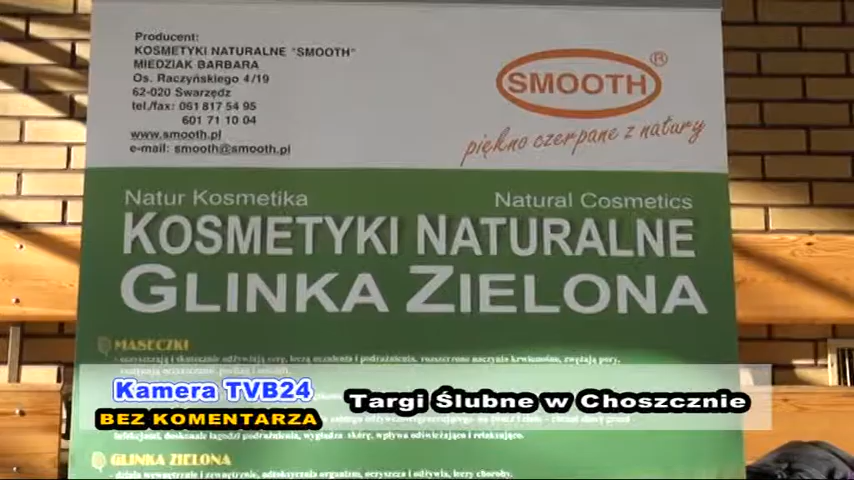 Producent:
KOSMETYKI NATURALNE "SMOOTH"
MIEDZIAK BARBARA
Os. Raczyńskiego 4/19
62-020 Swarzędz
tel./fax: 061 817 54 95
601 71 10 04
www.smooth.pl
e-mail: smooth@smooth.pl
SMOOTH®
piękno czerpane z natury
Natur Kosmetika
Natural Cosmetics
KOSMETYKI NATURALNE
GLINKA ZIELONA
MASECZKI
Kamera TVB24
BEZ KOMENTARZA
Targi Ślubne w Choszcznie
GLINKA ZIELONA